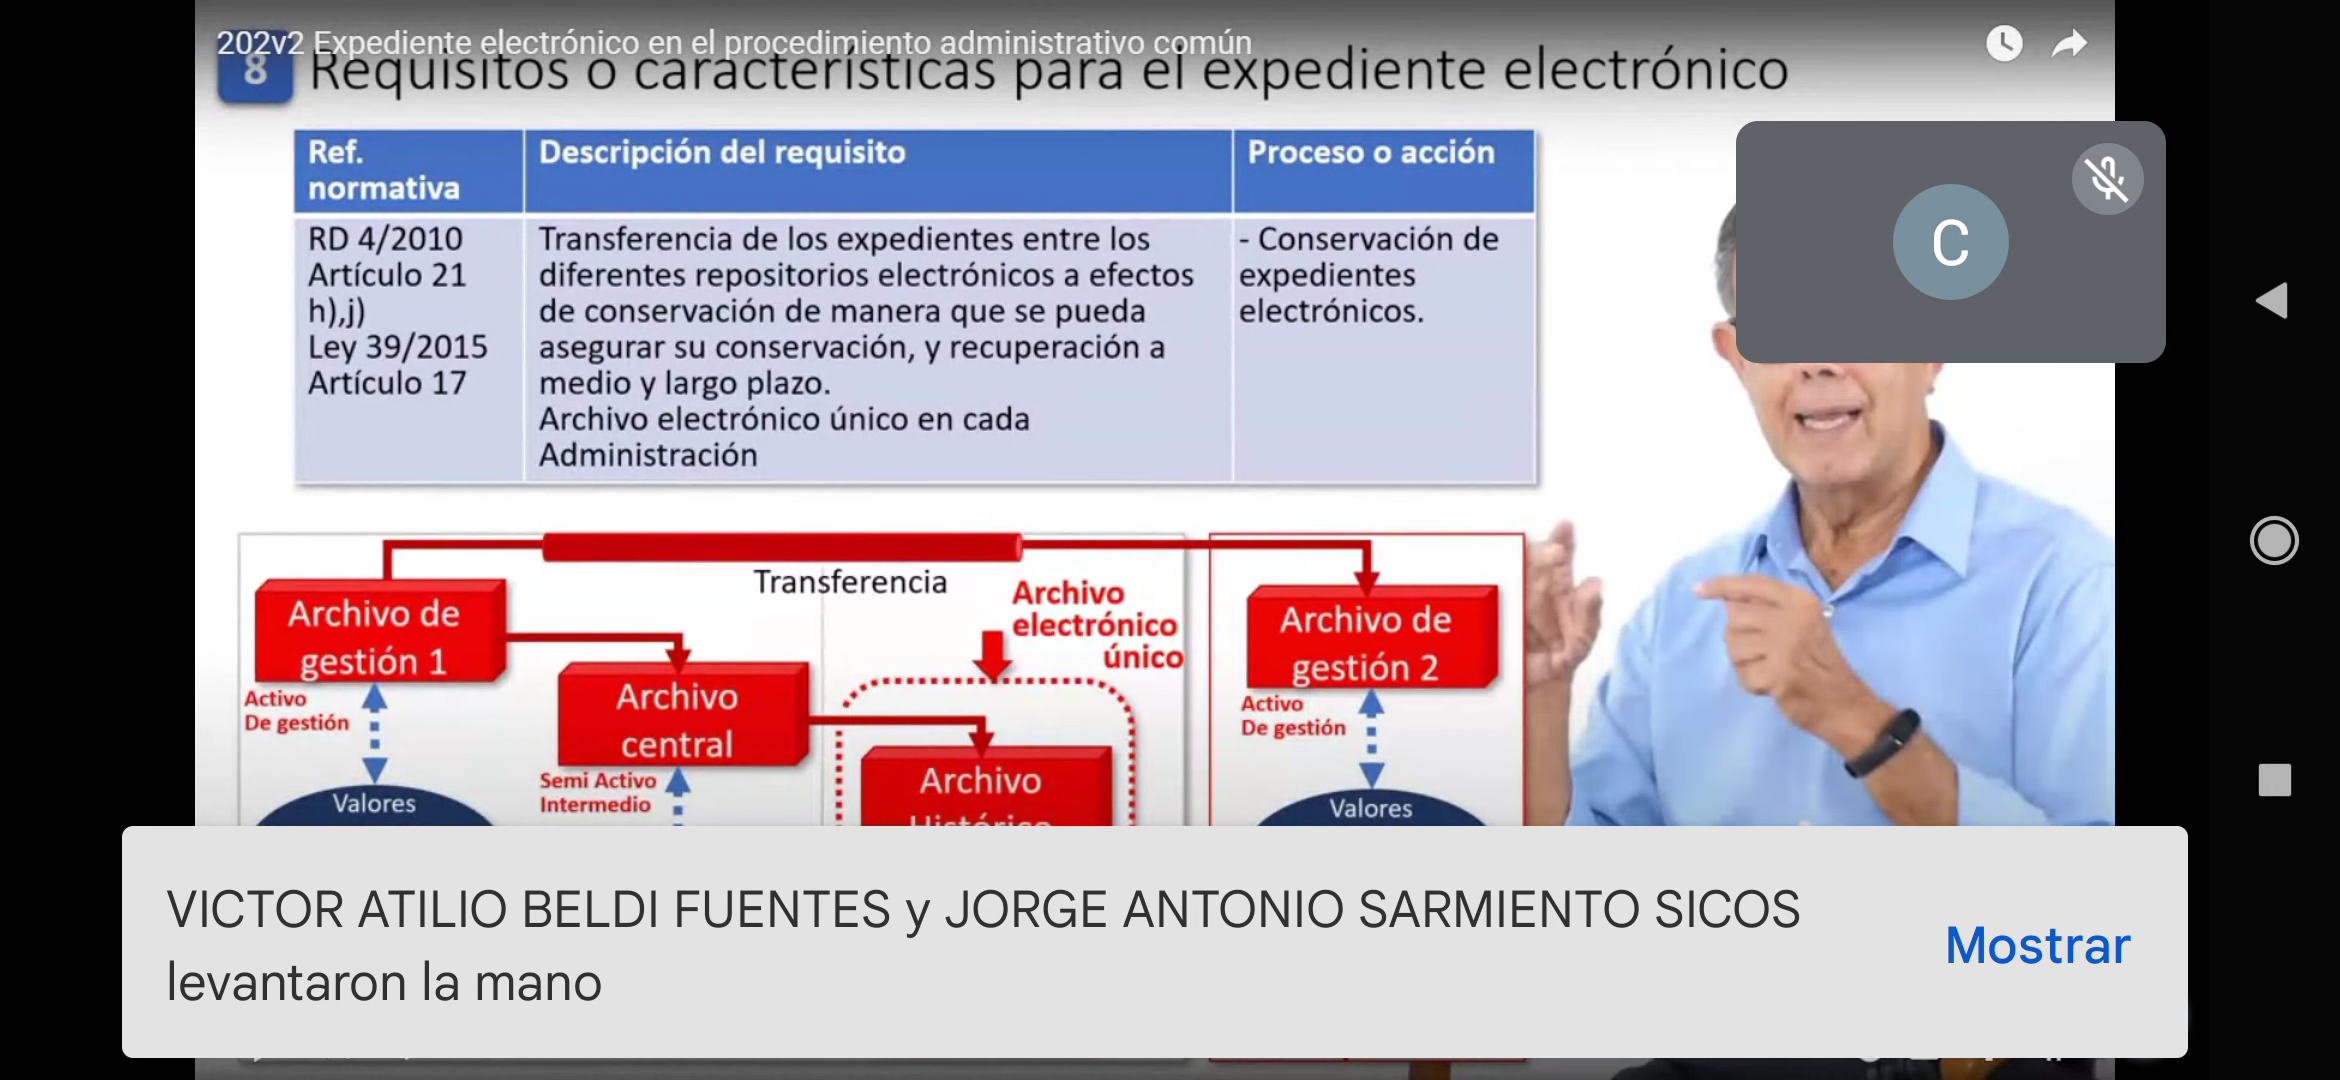 202v2 Expediente electrónico en el procedimiento administrativo común
8 Requisitos o características para el expediente electrónico
Ref.
normativa
Descripción del requisito
Proceso o acción
RD 4/2010
Artículo 21
h),j)
Ley 39/2015
Artículo 17
Transferencia de los expedientes entre los
diferentes repositorios electrónicos a efectos
de conservación de manera que se pueda
asegurar su conservación, y recuperación a
medio y largo plazo.
Archivo electrónico único en cada
Administración
- Conservación de
expedientes
electrónicos.
C
Transferencia
Archivo de
gestión 1
Activo
De gestión
Valores
Archivo
central
Semi Activo
Intermedio
Archivo
electrónico
único
Archivo
Histórico
Archivo de
gestión 2
Activo
De gestión
Valores
VICTOR ATILIO BELDI FUENTES y JORGE ANTONIO SARMIENTO SICOS
levantaron la mano
Mostrar